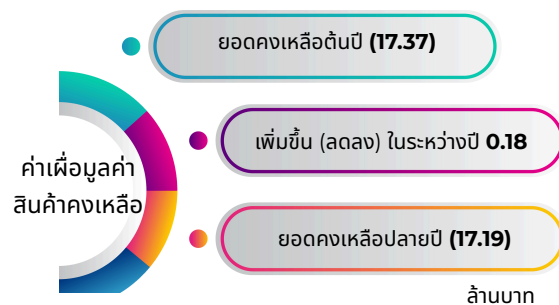 ยอดคงเหลือต้นปี (17.37)
เพิ่มขึ้น (ลดลง) ในระหว่างปี 0.18
ค่าเผื่อมูลค่า
สินค้าคงเหลือ
ยอดคงเหลือปลายปี (17.19)
ล้านบาท